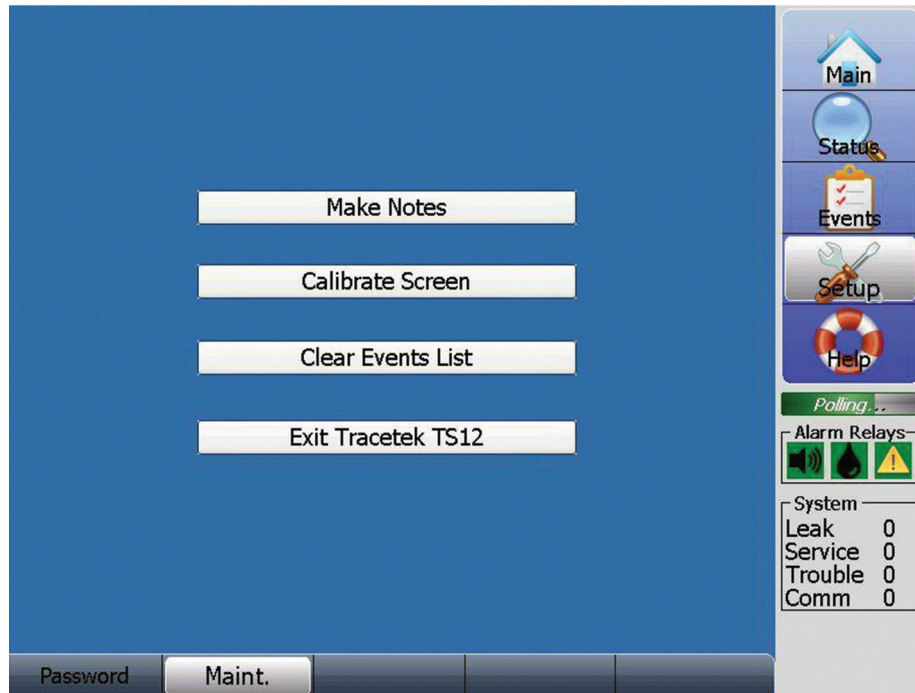 Make Notes
Calibrate Screen
Clear Events List
Exit Tracetek TS12
Password
Maint.
Main
Status
Events
Setup
Help
Polling...
Alarm Relays
System
Leak 0
Service 0
Trouble 0
Comm 0